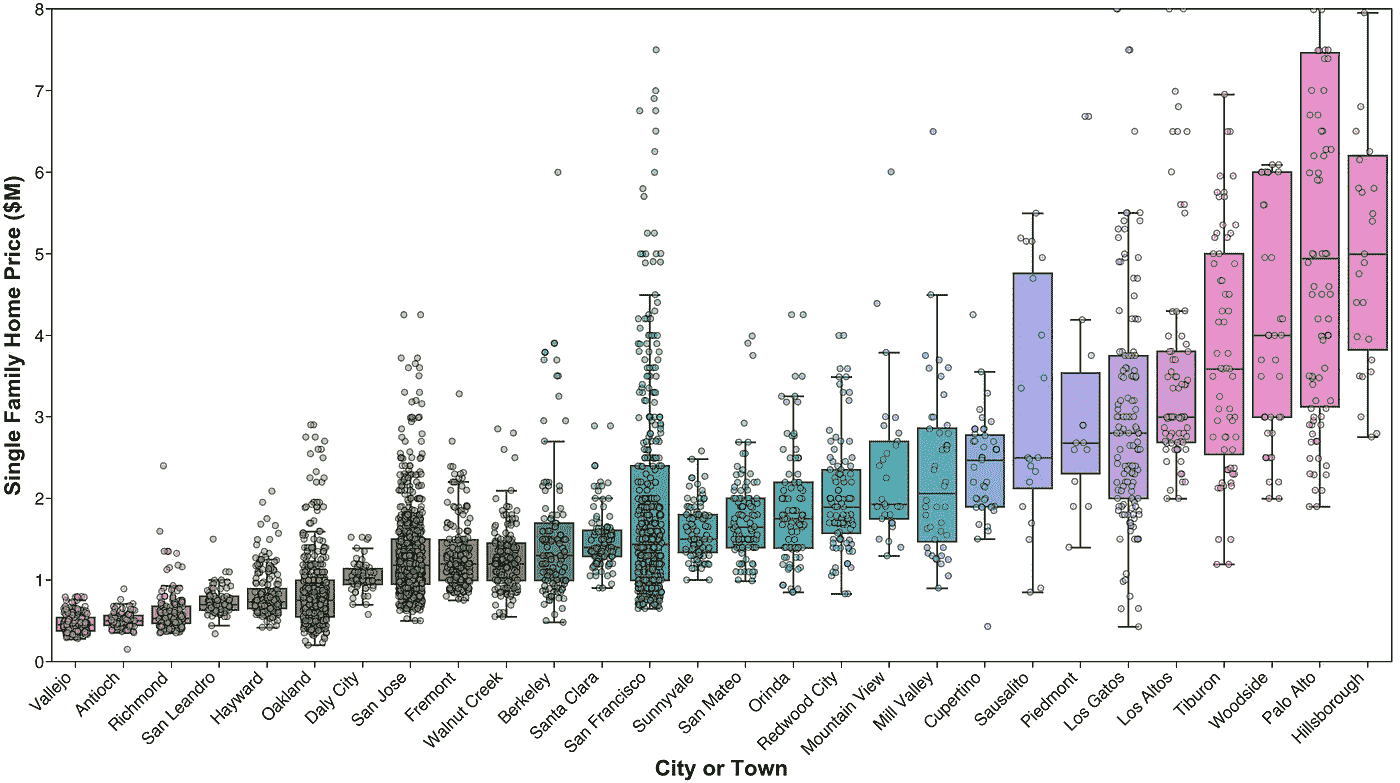 Single Family Home Price ($M)
8
7
6
5
4
3
2
1
0
Vallejo
Antioch
Richmond
San Leandro
Hayward
Oakland
Daly City
San Jose
Fremont
Walnut Creek
Berkeley
Santa Clara
San Francisco
Sunnyvale
San Mateo
Orinda
Redwood City
Mountain View
Mill Valley
Cupertino
Sausalito
Piedmont
Los Gatos
Los Altos
Tiburon
Woodside
Palo Alto
Hillsborough
City or Town